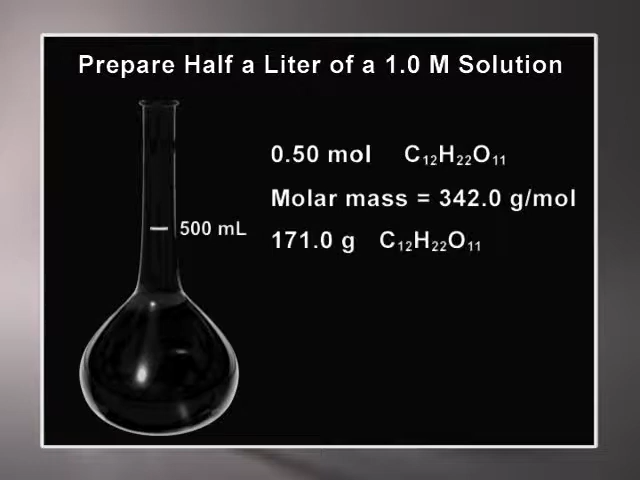 Prepare Half a Liter of a 1.0 M Solution
0.50 mol C₁₂H₂₂O₁₁
Molar mass = 342.0 g/mol
500 mL
171.0 g C₁₂H₂₂O₁₁